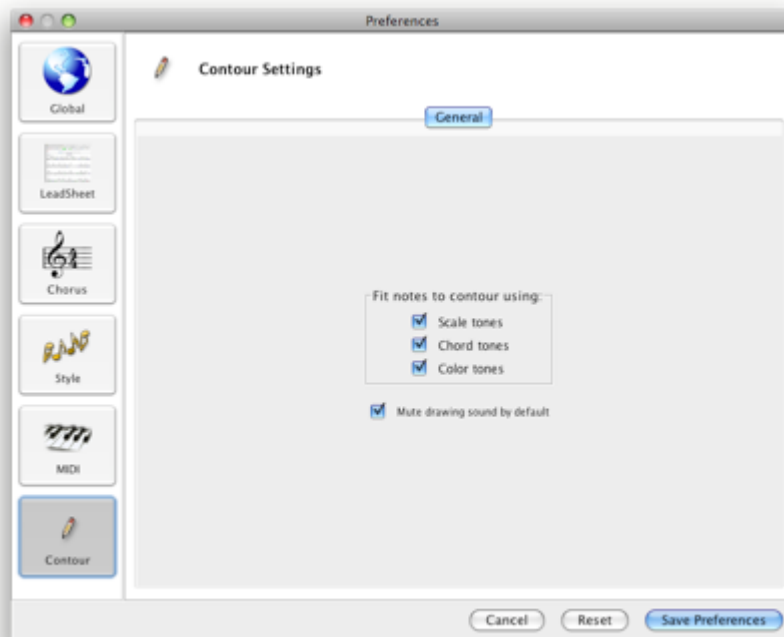 Preferences
Global
LeadSheet
Chorus
Style
MIDI
Contour
Contour Settings
General
Fit notes to contour using:
Scale tones
Chord tones
Color tones
Mute drawing sound by default
Cancel Reset Save Preferences